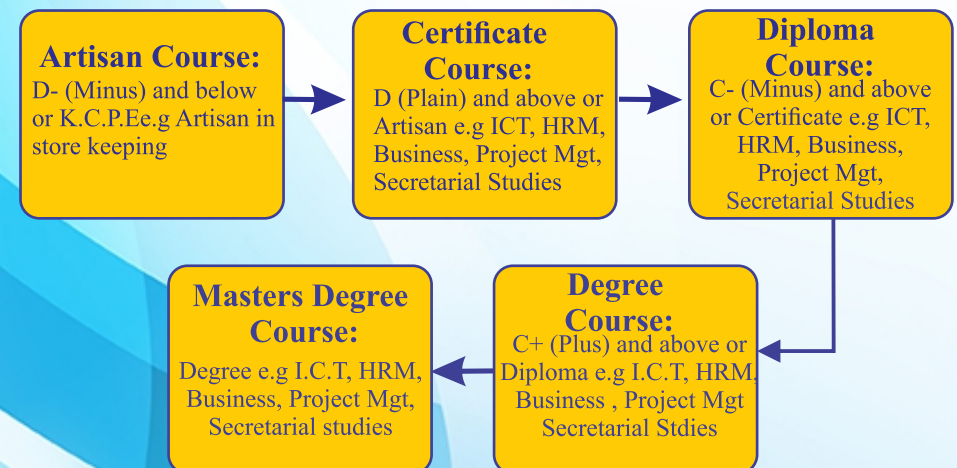 Artisan Course:
D- (Minus) and below
or K.C.P.Ee.g Artisan in
store keeping
Certificate
Course:
D (Plain) and above or
Artisan e.g ICT, HRM,
Business, Project Mgt,
Secretarial Studies
Diploma
Course:
C- (Minus) and above
or Certificate e.g ICT,
HRM, Business,
Project Mgt,
Secretarial Studies
Degree
Course:
C+ (Plus) and above or
Diploma e.g I.C.T, HRM,
Business , Project Mgt
Secretarial Stdies
Masters Degree
Course:
Degree e.g I.C.T, HRM,
Business, Project Mgt,
Secretarial studies